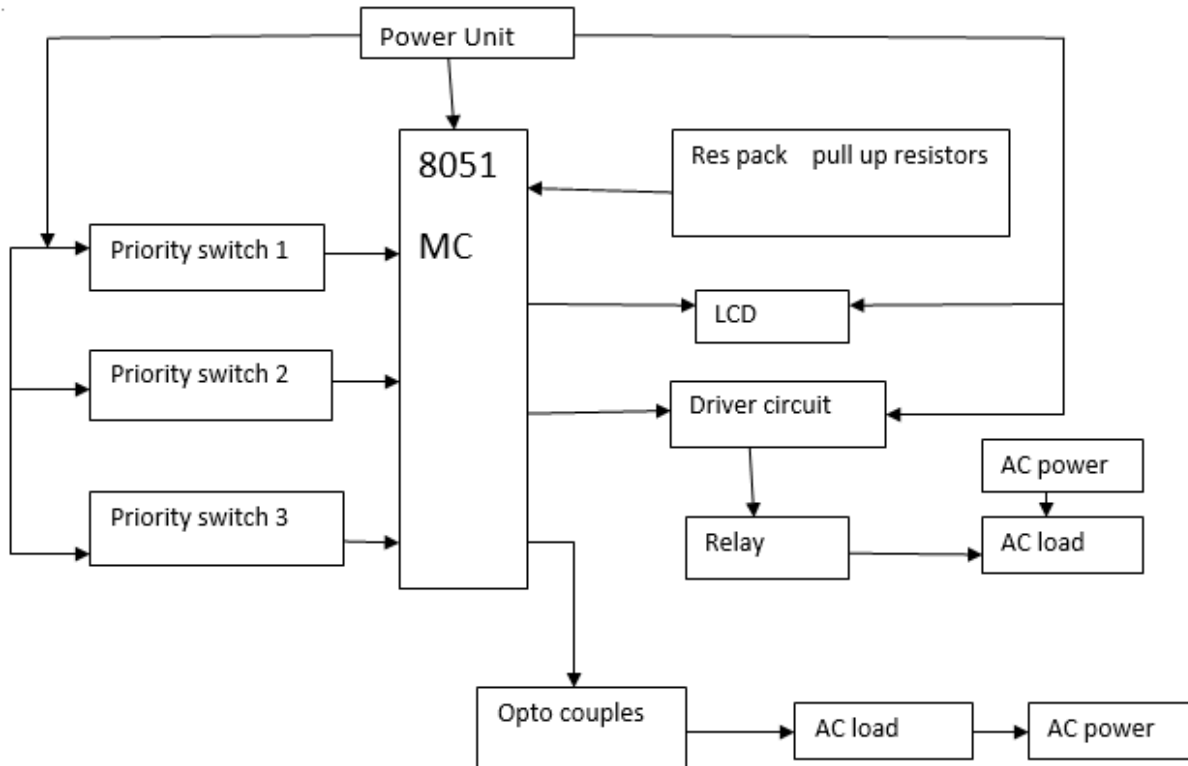 Power Unit
8051
MC
Res pack pull up resistors
Priority switch 1
LCD
Priority switch 2
Driver circuit
AC power
Priority switch 3
Relay
AC load
Opto couples
AC load
AC power